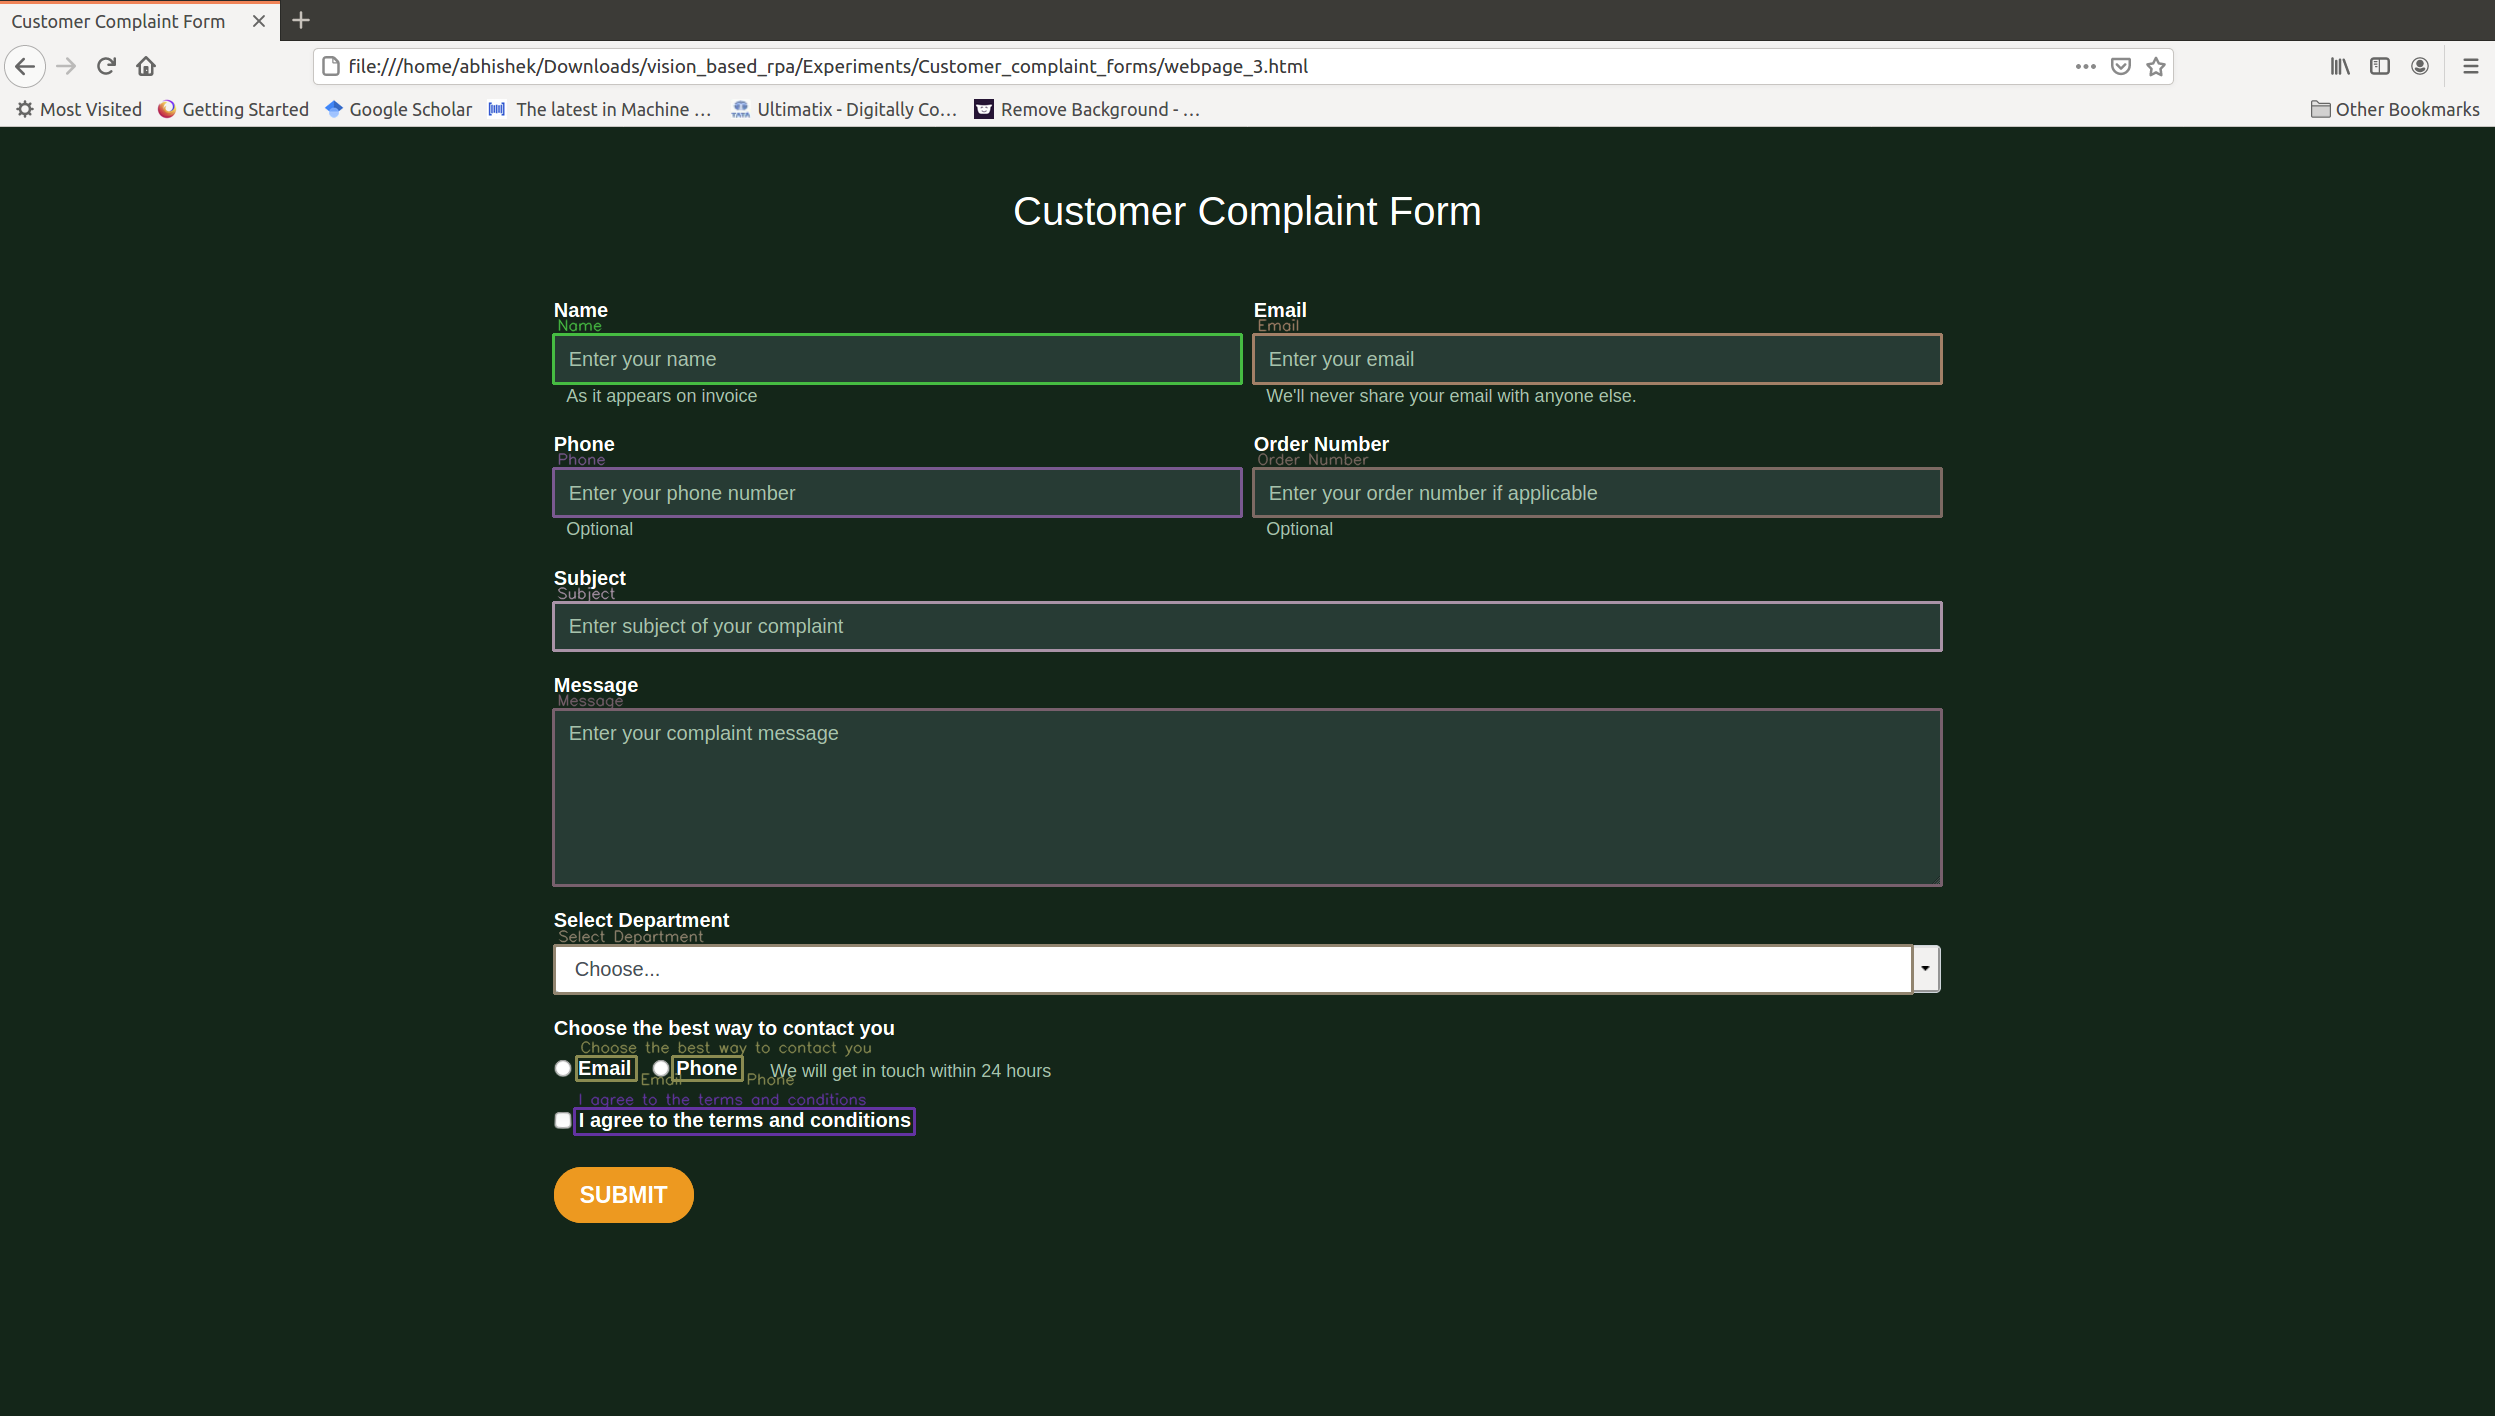 Customer Complaint Form
file:///home/abhishek/Downloads/vision_based_rpa/Experiments/Customer_complaint_forms/webpage_3.html
Most Visited Getting Started Google Scholar The latest in Machine … Ultimatix - Digitally Co… Remove Background - … Other Bookmarks
Customer Complaint Form
Name Email
Name Email
Enter your name Enter your email
As it appears on invoice We'll never share your email with anyone else.
Phone Order Number
Phone Order Number
Enter your phone number Enter your order number if applicable
Optional Optional
Subject
Subject
Enter subject of your complaint
Message
Message
Enter your complaint message
Select Department
Select Department
Choose...
Choose the best way to contact you
Choose the best way to contact you
Email Phone We will get in touch within 24 hours
Email Phone
I agree to the terms and conditions
I agree to the terms and conditions
SUBMIT